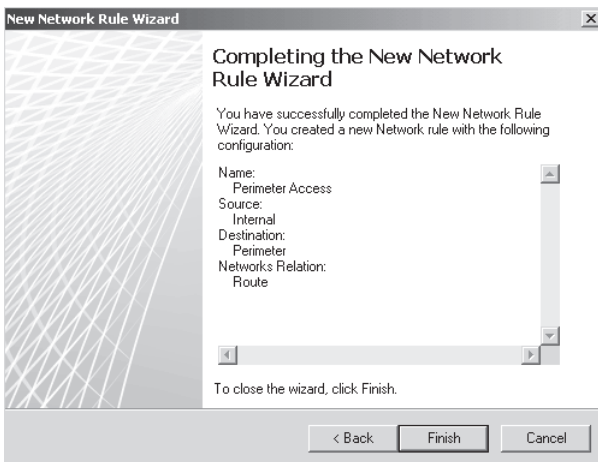 New Network Rule Wizard
Completing the New Network
Rule Wizard
You have successfully completed the New Network Rule
Wizard. You created a new Network rule with the following
configuration:
Name:
Perimeter Access
Source:
Internal
Destination:
Perimeter
Networks Relation:
Route
To close the wizard, click Finish.
< Back
Finish
Cancel